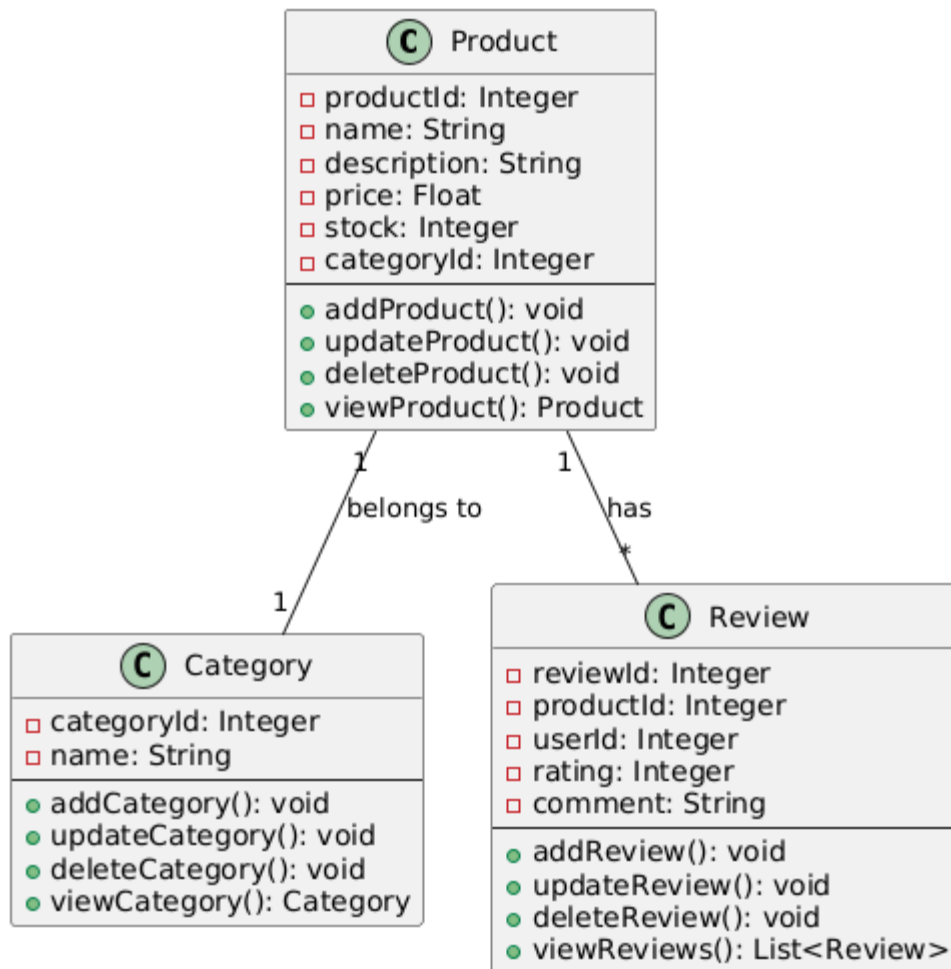 C Product
productId: Integer
name: String
description: String
price: Float
stock: Integer
categoryId: Integer
addProduct(): void
updateProduct(): void
deleteProduct(): void
viewProduct(): Product
1
1
belongs to
has
*
1
C Category
categoryId: Integer
name: String
addCategory(): void
updateCategory(): void
deleteCategory(): void
viewCategory(): Category
C Review
reviewId: Integer
productId: Integer
userId: Integer
rating: Integer
comment: String
addReview(): void
updateReview(): void
deleteReview(): void
viewReviews(): List<Review>